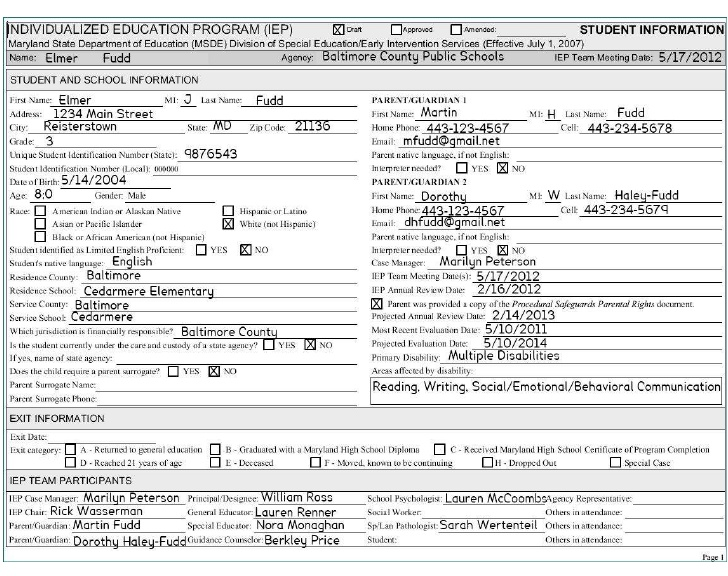 INDIVIDUALIZED EDUCATION PROGRAM (IEP) ☒ Draft ☐ Approved ☐ Amended: STUDENT INFORMATION
Maryland State Department of Education (MSDE) Division of Special Education/Early Intervention Services (Effective July 1, 2007)
Name: Elmer Fudd Agency: Baltimore County Public Schools IEP Team Meeting Date: 5/17/2012
STUDENT AND SCHOOL INFORMATION
First Name: Elmer MI: J Last Name: Fudd
Address: 1234 Main Street
City: Reisterstown State: MD Zip Code: 21136
Grade: 3
Unique Student Identification Number (State): 9876543
Student Identification Number (Local): 000000
Date of Birth: 5/14/2004
Age: 8;0 Gender: Male
Race: ☐ American Indian or Alaskan Native ☐ Hispanic or Latino
☐ Asian or Pacific Islander ☒ White (not Hispanic)
☐ Black or African American (not Hispanic)
Student identified as Limited English Proficient: ☐ YES ☒ NO
Student's native language: English
Residence County: Baltimore
Residence School: Cedarmere Elementary
Service County: Baltimore
Service School: Cedarmere
Which jurisdiction is financially responsible? Baltimore County
Is the student currently under the care and custody of a state agency? ☐ YES ☒ NO
If yes, name of state agency:
Does the child require a parent surrogate? ☐ YES ☒ NO
Parent Surrogate Name:
Parent Surrogate Phone:
PARENT/GUARDIAN 1
First Name: Martin MI: H Last Name: Fudd
Home Phone: 443-123-4567 Cell: 443-234-5678
Email: mfudd@gmail.net
Parent native language, if not English:
Interpreter needed? ☐ YES ☒ NO
PARENT/GUARDIAN 2
First Name: Dorothy MI: W Last Name: Haley-Fudd
Home Phone: 443-123-4567 Cell: 443-234-5679
Email: dhfudd@gmail.net
Parent native language, if not English:
Interpreter needed? ☐ YES ☒ NO
Case Manager: Marilyn Peterson
IEP Team Meeting Date(s): 5/17/2012
IEP Annual Review Date: 2/16/2012
☒ Parent was provided a copy of the Procedural Safeguards Parental Rights document.
Projected Annual Review Date: 2/14/2013
Most Recent Evaluation Date: 5/10/2011
Projected Evaluation Date: 5/10/2014
Primary Disability: Multiple Disabilities
Areas affected by disability:
Reading, Writing, Social/Emotional/Behavioral Communication
EXIT INFORMATION
Exit Date:
Exit category: ☐ A - Returned to general education ☐ B - Graduated with a Maryland High School Diploma ☐ C - Received Maryland High School Certificate of Program Completion
☐ D - Reached 21 years of age ☐ E - Deceased ☐ F - Moved, known to be continuing ☐ H - Dropped Out ☐ Special Case
IEP TEAM PARTICIPANTS
IEP Case Manager: Marilyn Peterson Principal/Designee: William Ross School Psychologist: Lauren McCoombs Agency Representative:
IEP Chair: Rick Wasserman General Educator: Lauren Renner Social Worker: Others in attendance:
Parent/Guardian: Martin Fudd Special Educator: Nora Monaghan Sp/Lan Pathologist: Sarah Wertenteil Others in attendance:
Parent/Guardian: Dorothy Haley-Fudd Guidance Counselor: Berkley Price Student: Others in attendance:
Page 1